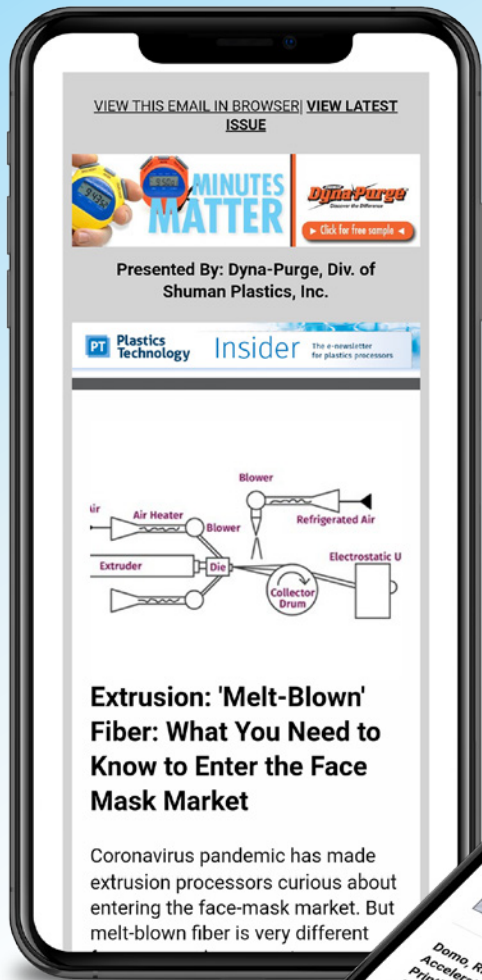 VIEW THIS EMAIL IN BROWSER| VIEW LATEST
ISSUE
MINUTES
MATTER
Dyna-Purge
Discover the Difference
► Click for free sample ◄
Presented By: Dyna-Purge, Div. of
Shuman Plastics, Inc.
PT Plastics
Technology
Insider
The e-newsletter
for plastics processors
Blower
Air Heater
Blower
Refrigerated Air
Extruder
Die
Electrostatic U
Collector
Drum
Extrusion: 'Melt-Blown'
Fiber: What You Need to
Know to Enter the Face
Mask Market
Coronavirus pandemic has made
extrusion processors curious about
entering the face-mask market. But
melt-blown fiber is very different
Domo, R